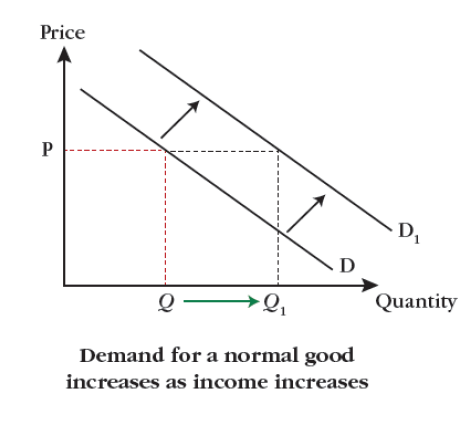 Price
P
D₁
D
Q
Q₁
Quantity
Demand for a normal good
increases as income increases